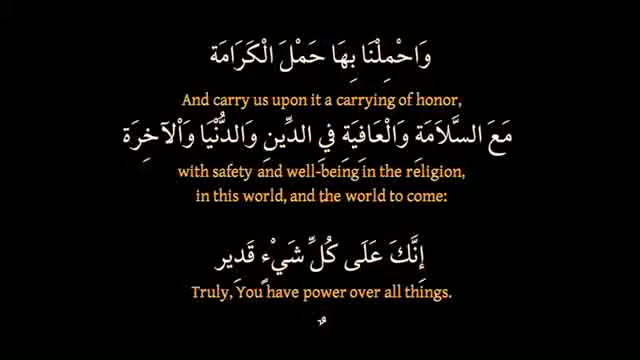 وَاحْمِلْنَا بِهَا حَمْلَ الْكَرَامَة
And carry us upon it a carrying of honor,
مَعَ السَّلَامَةِ وَالْعَافِيَةِ فِي الدِّينِ وَالدُّنْيَا وَالْآخِرَة
with safety and well-being in the religion,
in this world, and the world to come:
إِنَّكَ عَلَى كُلِّ شَيْءٍ قَدِير
Truly, You have power over all things.